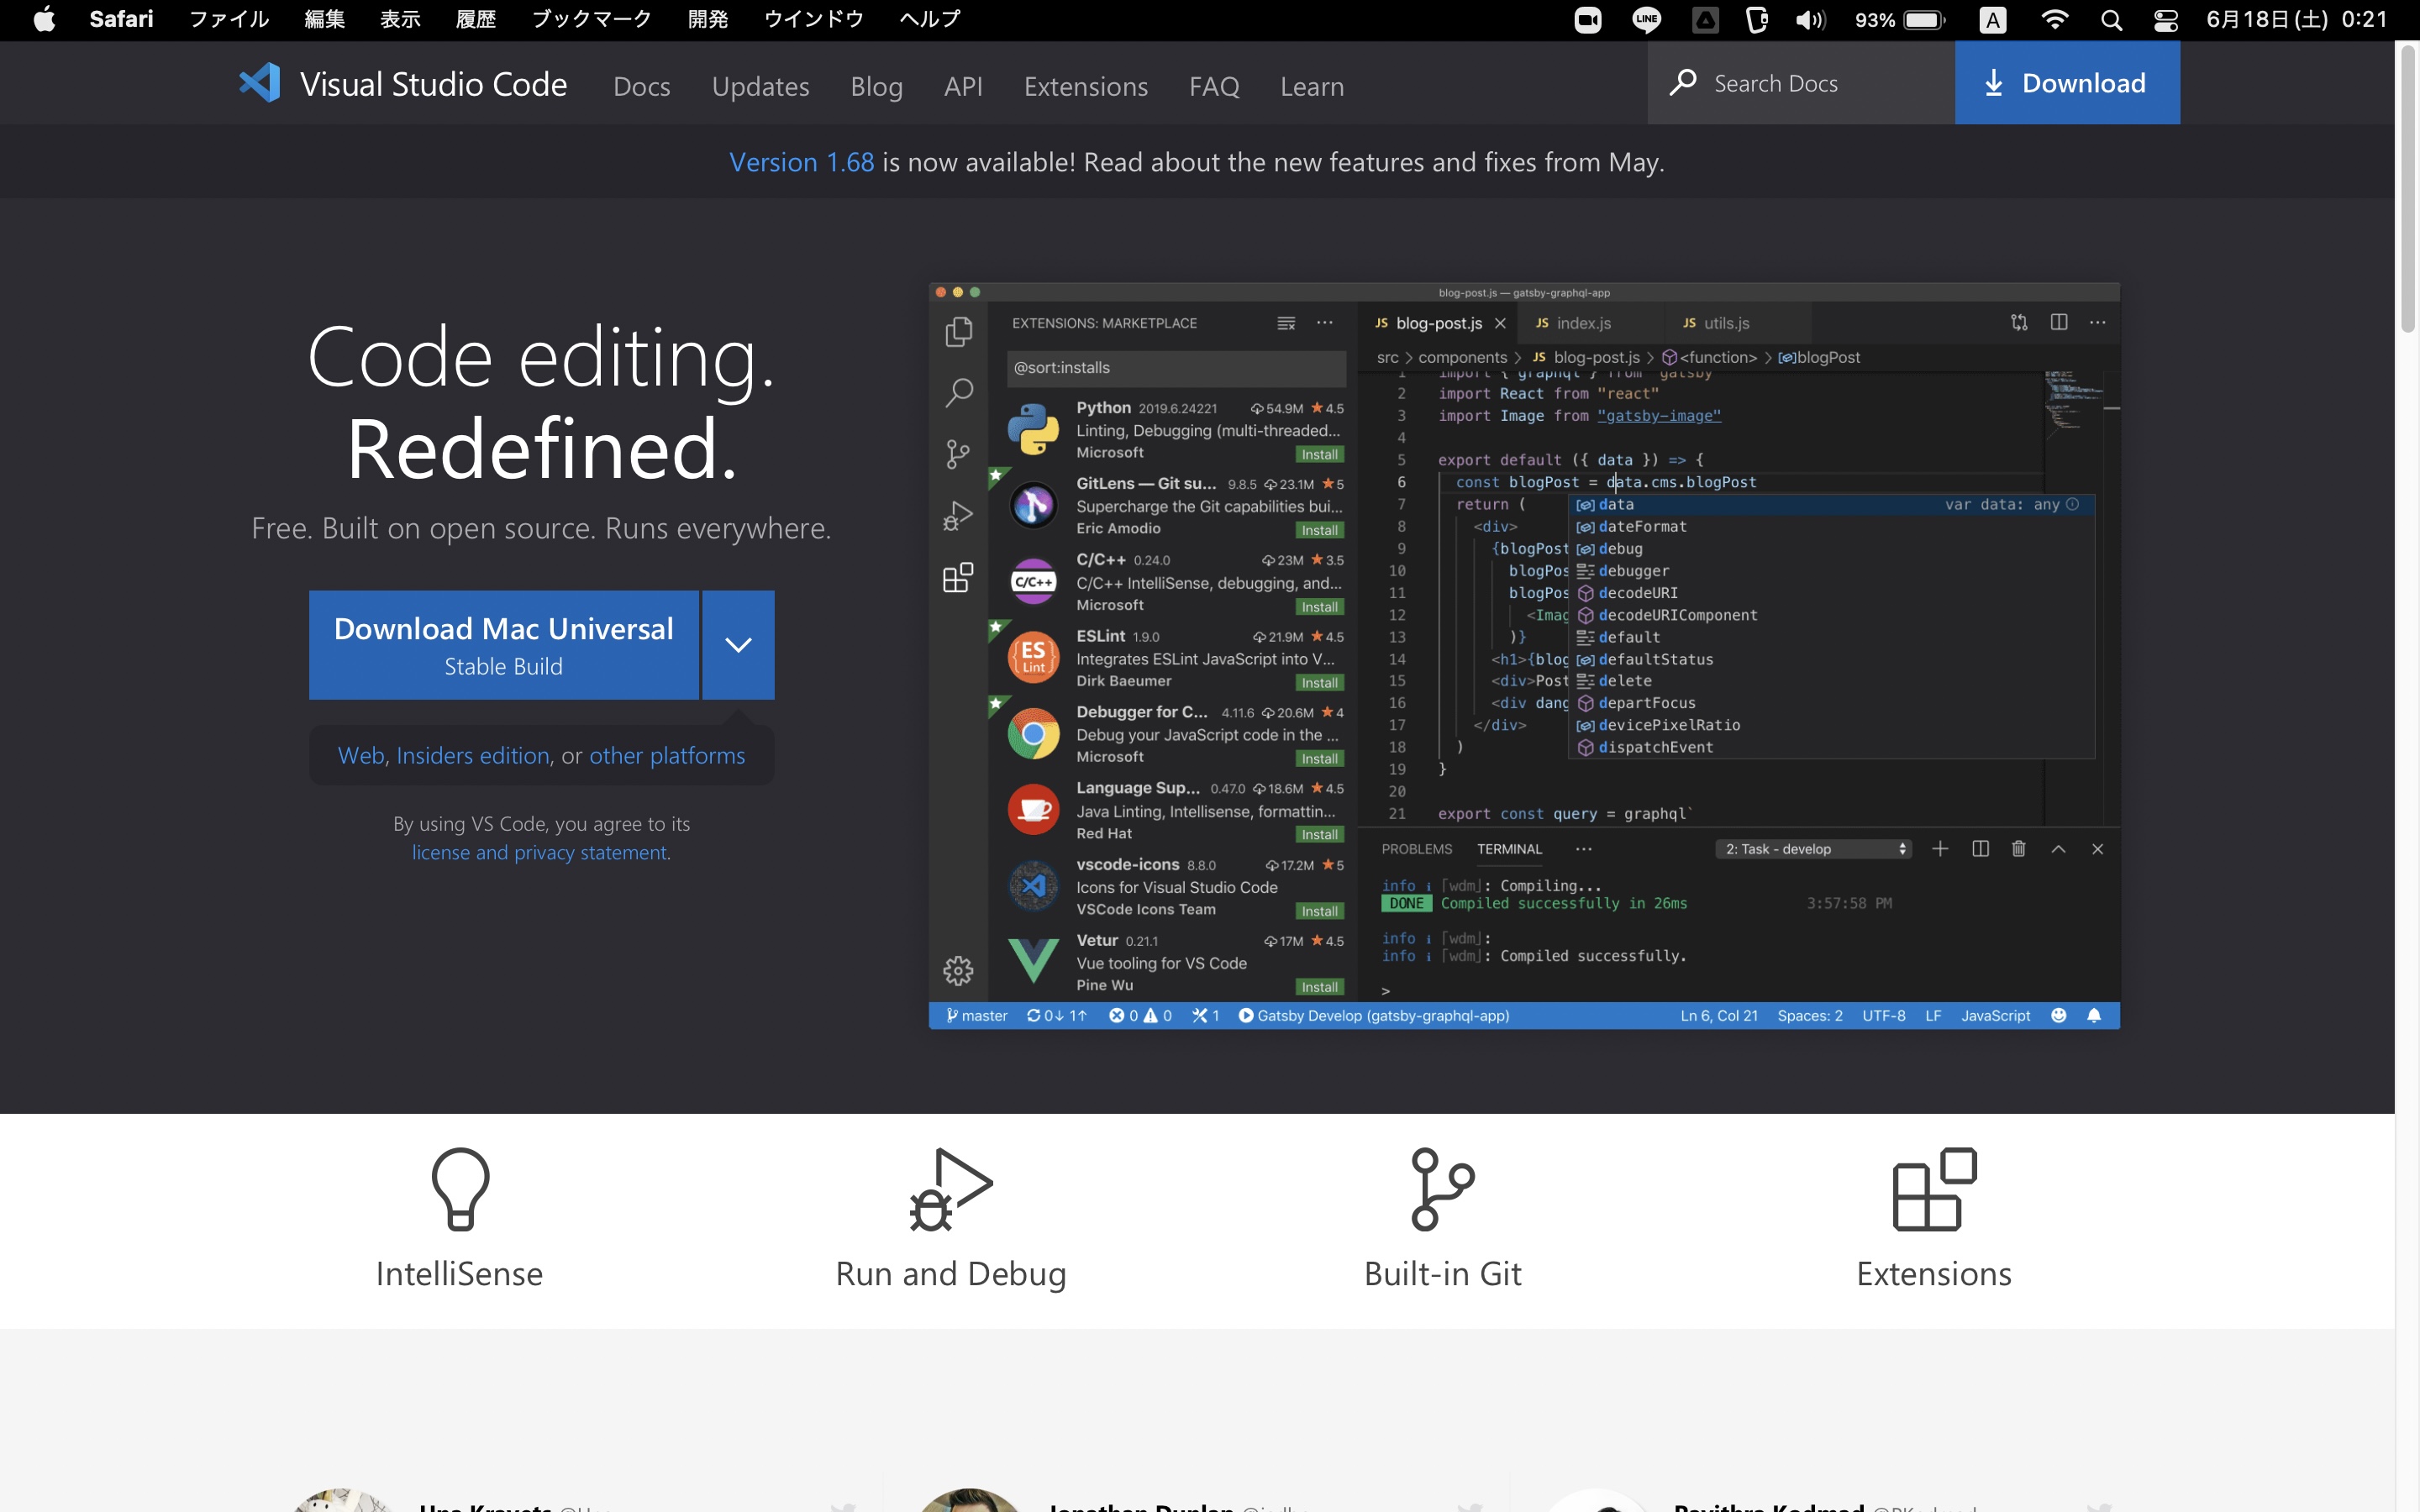 Safari ファイル 編集 表示 履歴 ブックマーク 開発 ウインドウ ヘルプ LINE 93% A 6月18日(土) 0:21
Visual Studio Code Docs Updates Blog API Extensions FAQ Learn Search Docs Download
Version 1.68 is now available! Read about the new features and fixes from May.
Code editing.
Redefined.
Free. Built on open source. Runs everywhere.
Download Mac Universal
Stable Build
Web, Insiders edition, or other platforms
By using VS Code, you agree to its
license and privacy statement.
blog-post.js — gatsby-graphql-app
EXTENSIONS: MARKETPLACE
@sort:installs
Python 2019.6.24221 54.9M 4.5
Linting, Debugging (multi-threaded...
Microsoft Install
GitLens — Git su... 9.8.5 23.1M 5
Supercharge the Git capabilities bui...
Eric Amodio Install
C/C++
C/C++ 0.24.0 23M 3.5
C/C++ IntelliSense, debugging, and...
Microsoft Install
ES
Lint
ESLint 1.9.0 21.9M 4.5
Integrates ESLint JavaScript into V...
Dirk Baeumer Install
Debugger for C... 4.11.6 20.6M 4
Debug your JavaScript code in the ...
Microsoft Install
Language Sup... 0.47.0 18.6M 4.5
Java Linting, Intellisense, formattin...
Red Hat Install
vscode-icons 8.8.0 17.2M 5
Icons for Visual Studio Code
VSCode Icons Team Install
Vetur 0.21.1 17M 4.5
Vue tooling for VS Code
Pine Wu Install
JS blog-post.js JS index.js JS utils.js
src > components > JS blog-post.js > <function> > blogPost
1 import { graphql } from "gatsby"
2 import React from "react"
3 import Image from "gatsby-image"
4
5 export default ({ data }) => {
6 const blogPost = data.cms.blogPost
7 return (
8 <div>
9 {blogPost
10 blogPos
11 blogPos
12 <Imag
13 )}
14 <h1>{blog
15 <div>Post
16 <div dang
17 </div>
18 )
19 }
20
21 export const query = graphql`
data var data: any
dateFormat
debug
debugger
decodeURI
decodeURIComponent
default
defaultStatus
delete
departFocus
devicePixelRatio
dispatchEvent
PROBLEMS TERMINAL ... 2: Task - develop
info i [wdm]: Compiling...
DONE Compiled successfully in 26ms 3:57:58 PM
info i [wdm]:
info i [wdm]: Compiled successfully.
>
master 0↓ 1↑ 0 0 1 Gatsby Develop (gatsby-graphql-app) Ln 6, Col 21 Spaces: 2 UTF-8 LF JavaScript
IntelliSense Run and Debug Built-in Git Extensions